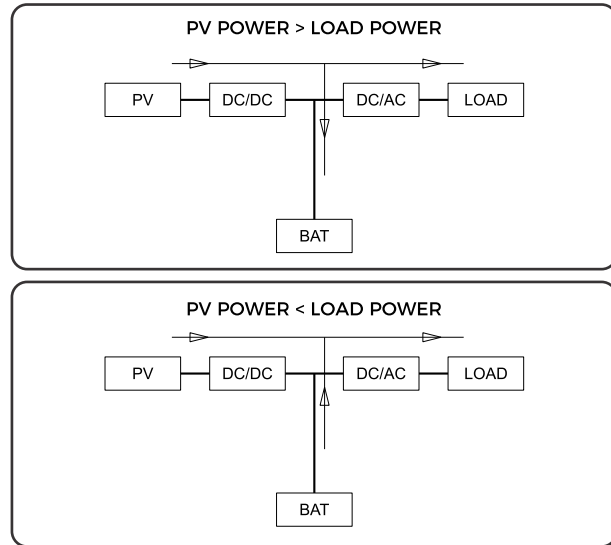 PV POWER > LOAD POWER
PV DC/DC DC/AC LOAD
BAT
PV POWER < LOAD POWER
PV DC/DC DC/AC LOAD
BAT